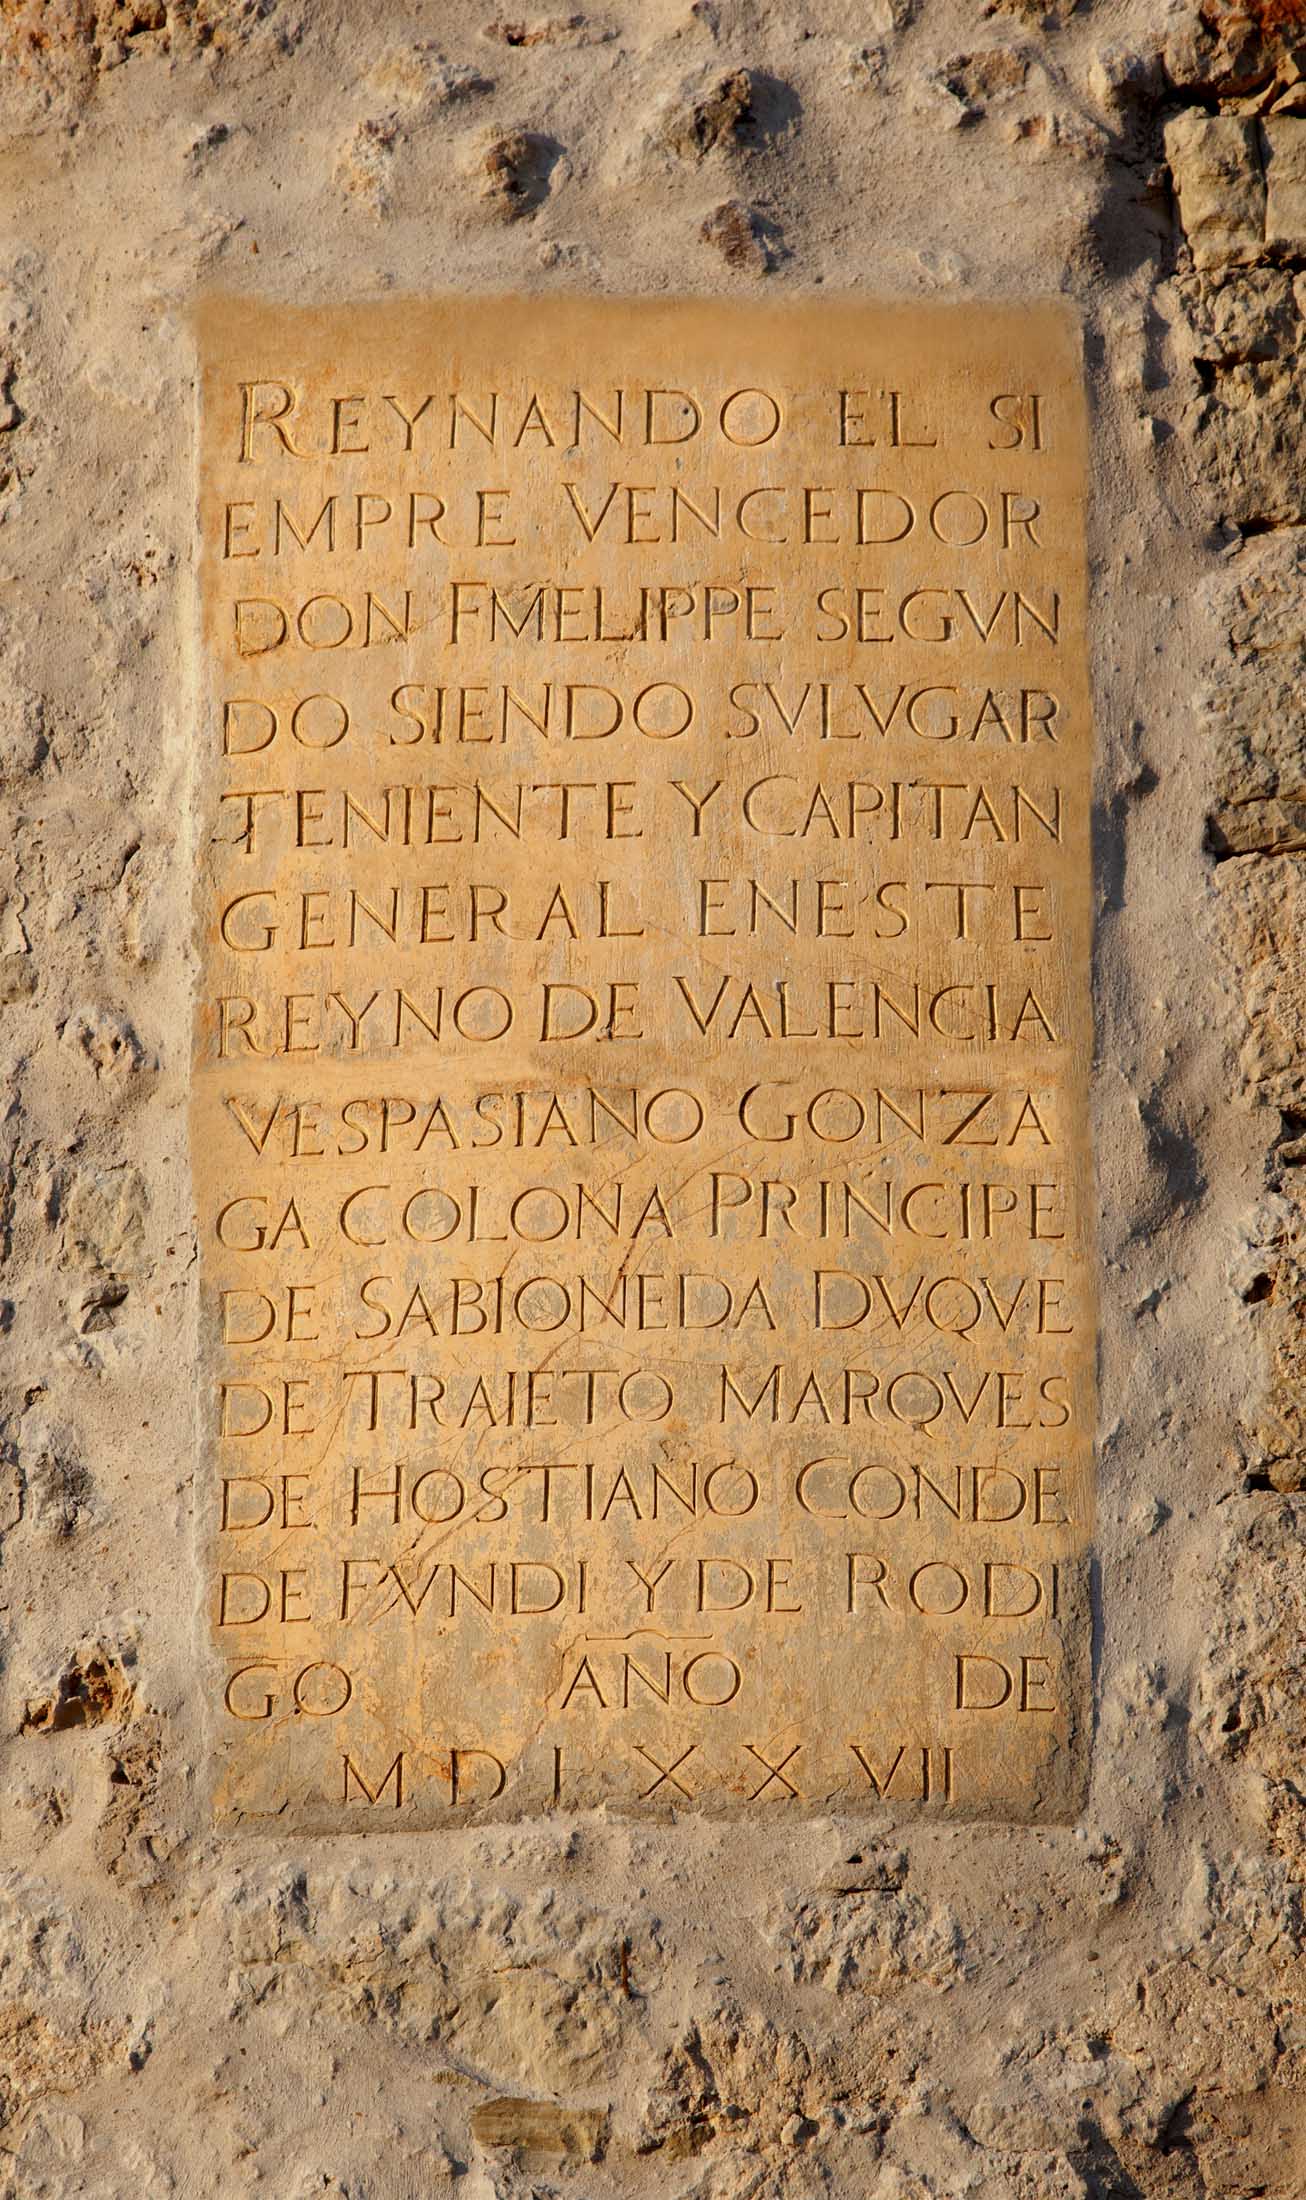 REYNANDO EL SI
EMPRE VENCEDOR
DON FMELIPPE SEGVN
DO SIENDO SVLVGAR
TENIENTE Y CAPITAN
GENERAL ENESTE
REYNO DE VALENCIA
VESPASIANO GONZA
GA COLONA PRINCIPE
DE SABIONEDA DVQVE
DE TRAIETO MARQVES
DE HOSTIANO CONDE
DE FVNDI Y DE RODI
GO AÑO DE
MDLXXVII